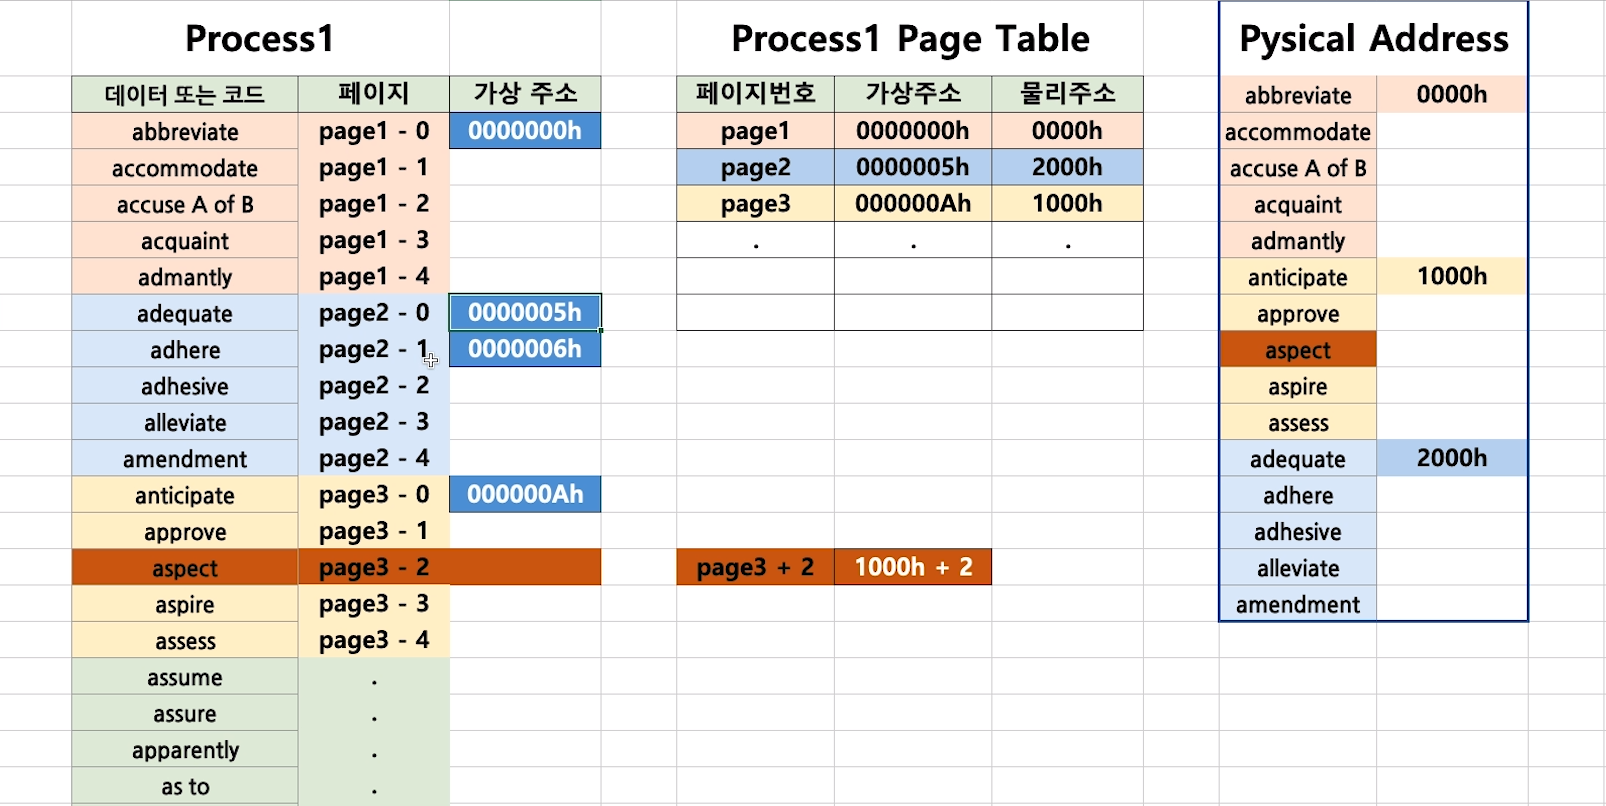 Process1 Process1 Page Table Pysical Address
데이터 또는 코드 페이지 가상 주소 페이지번호 가상주소 물리주소 abbreviate 0000h
abbreviate page1 - 0 0000000h page1 0000000h 0000h accommodate
accommodate page1 - 1 page2 0000005h 2000h accuse A of B
accuse A of B page1 - 2 page3 000000Ah 1000h acquaint
acquaint page1 - 3 . . . admantly
admantly page1 - 4 anticipate 1000h
adequate page2 - 0 0000005h approve
adhere page2 - 1 0000006h aspect
adhesive page2 - 2 aspire
alleviate page2 - 3 assess
amendment page2 - 4 adequate 2000h
anticipate page3 - 0 000000Ah adhere
approve page3 - 1 adhesive
aspect page3 - 2 page3 + 2 1000h + 2 alleviate
aspire page3 - 3 amendment
assess page3 - 4
assume .
assure .
apparently .
as to .